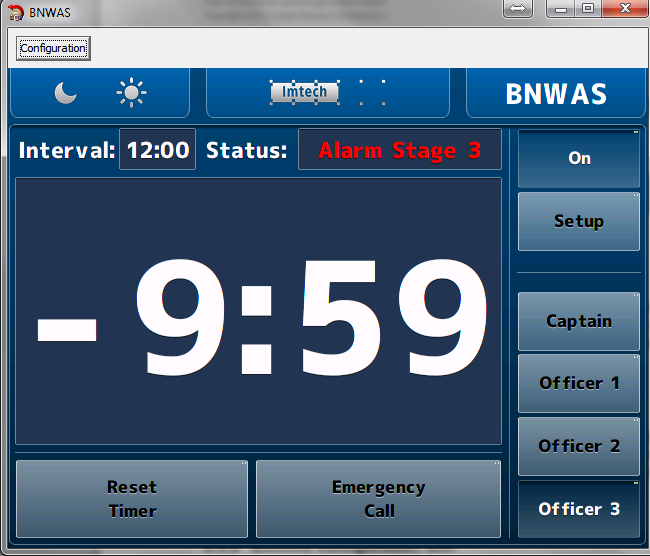 BNWAS
Configuration
Imtech
BNWAS
Interval: 12:00 Status: Alarm Stage 3
On
Setup
- 9:59
Captain
Officer 1
Officer 2
Officer 3
Reset
Timer
Emergency
Call